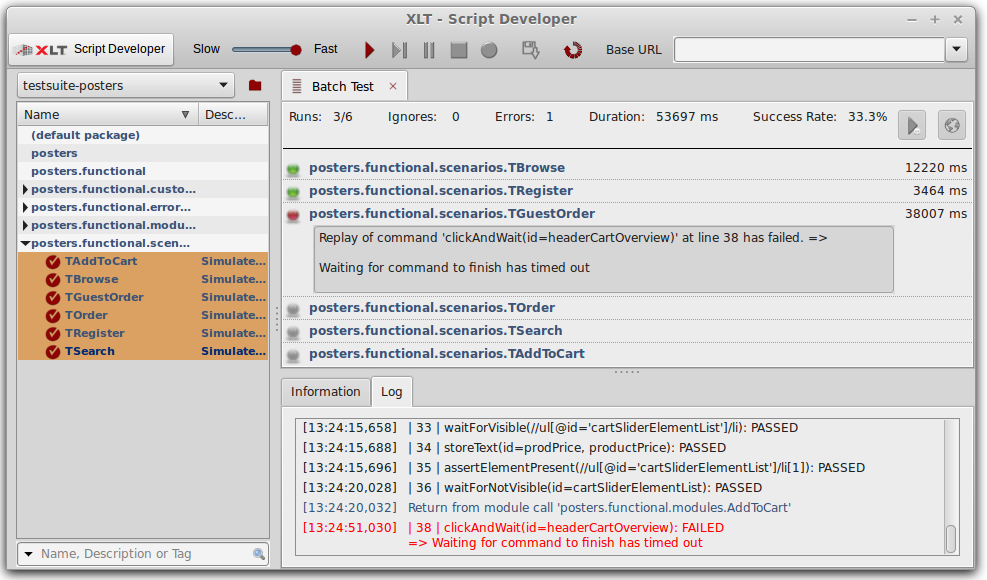 XLT - Script Developer
XLT Script Developer
Slow
Fast
Base URL
testsuite-posters
Name
Desc...
(default package)
posters
posters.functional
posters.functional.custo...
posters.functional.error...
posters.functional.modu...
posters.functional.scen...
TAddToCart Simulate...
TBrowse Simulate...
TGuestOrder Simulate...
TOrder Simulate...
TRegister Simulate...
TSearch Simulate...
Name, Description or Tag
Batch Test
Runs: 3/6 Ignores: 0 Errors: 1 Duration: 53697 ms Success Rate: 33.3%
posters.functional.scenarios.TBrowse 12220 ms
posters.functional.scenarios.TRegister 3464 ms
posters.functional.scenarios.TGuestOrder 38007 ms
Replay of command 'clickAndWait(id=headerCartOverview)' at line 38 has failed. =>
Waiting for command to finish has timed out
posters.functional.scenarios.TOrder
posters.functional.scenarios.TSearch
posters.functional.scenarios.TAddToCart
Information
Log
[13:24:15,658] | 33 | waitForVisible(//ul[@id='cartSliderElementList']/li): PASSED
[13:24:15,688] | 34 | storeText(id=prodPrice, productPrice): PASSED
[13:24:15,696] | 35 | assertElementPresent(//ul[@id='cartSliderElementList']/li[1]): PASSED
[13:24:20,028] | 36 | waitForNotVisible(id=cartSliderElementList): PASSED
[13:24:20,032] Return from module call 'posters.functional.modules.AddToCart'
[13:24:51,030] | 38 | clickAndWait(id=headerCartOverview): FAILED
=> Waiting for command to finish has timed out